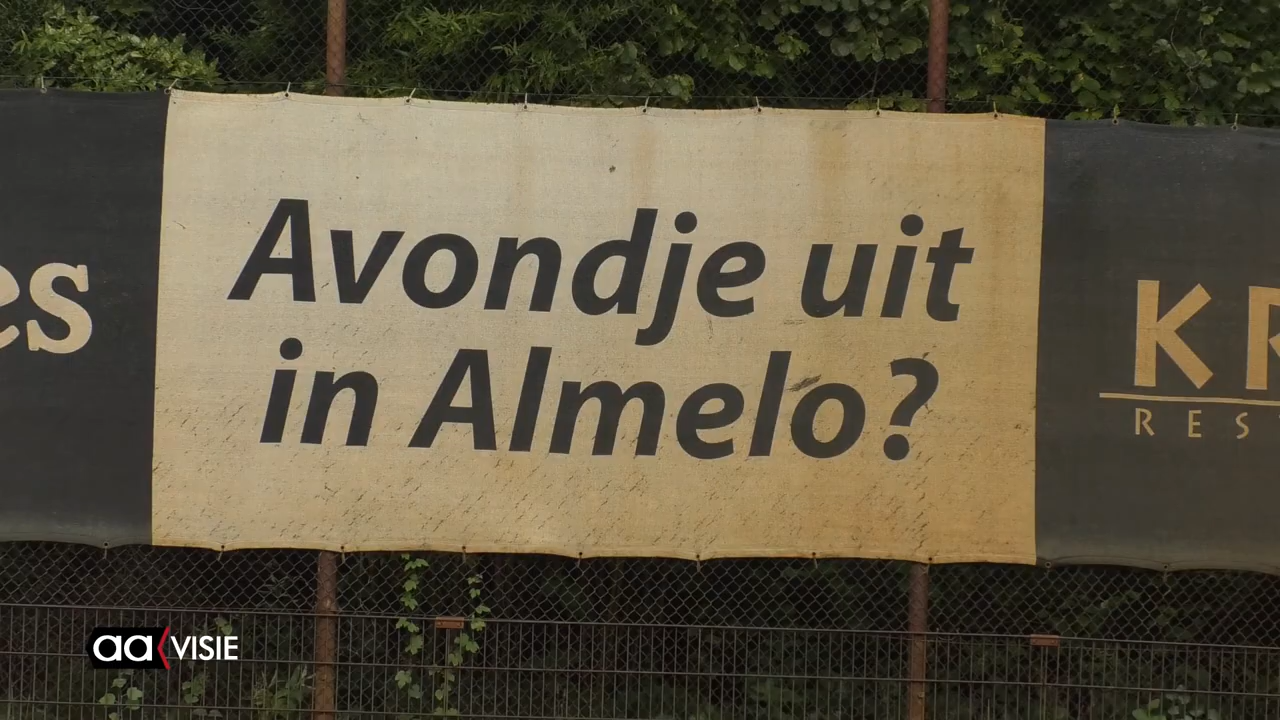 es
Avondje uit
in Almelo?
KR
RES
aa VISIE